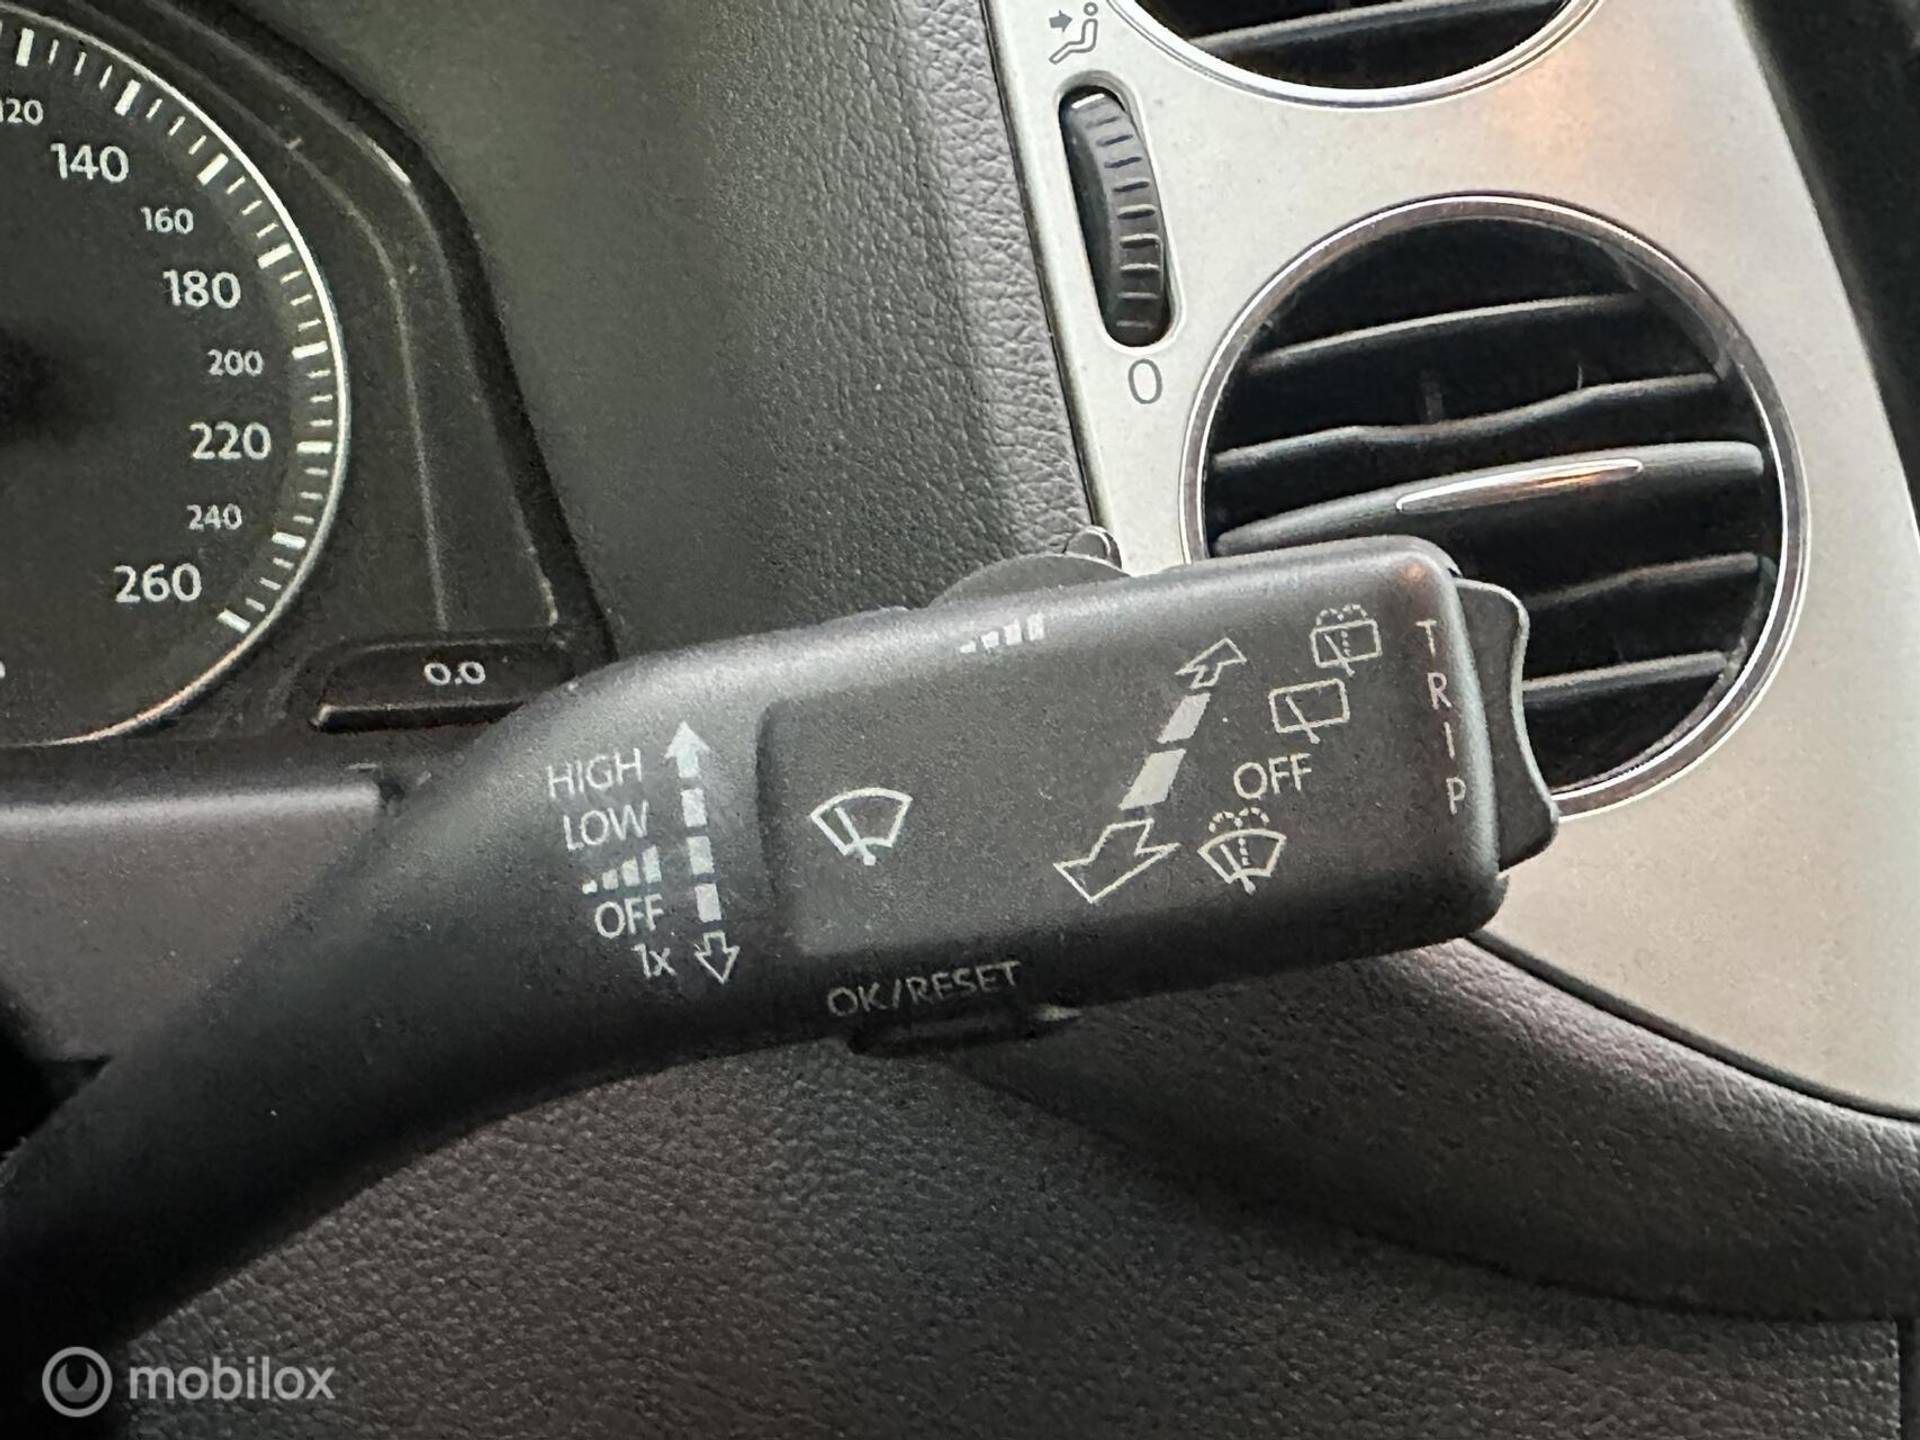 120
140
160
180
200
220
240
260
0.0
0
HIGH
LOW
OFF
1x
OFF
TRIP
OK/RESET
mobilox